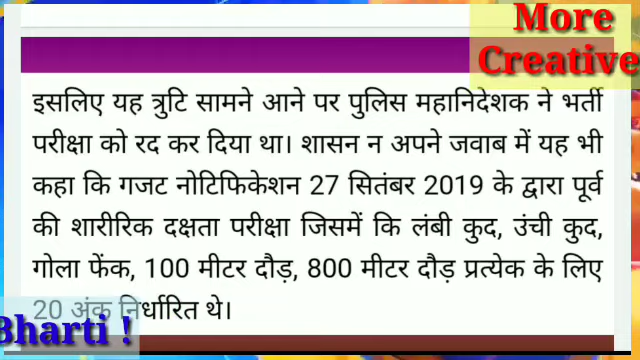 More
Creative
इसलिए यह त्रुटि सामने आने पर पुलिस महानिदेशक ने भर्ती
परीक्षा को रद कर दिया था। शासन न अपने जवाब में यह भी
कहा कि गजट नोटिफिकेशन 27 सितंबर 2019 के द्वारा पूर्व
की शारीरिक दक्षता परीक्षा जिसमें कि लंबी कुद, उंची कुद,
गोला फेंक, 100 मीटर दौड़, 800 मीटर दौड़ प्रत्येक के लिए
20 अंक निर्धारित थे।
Bharti !